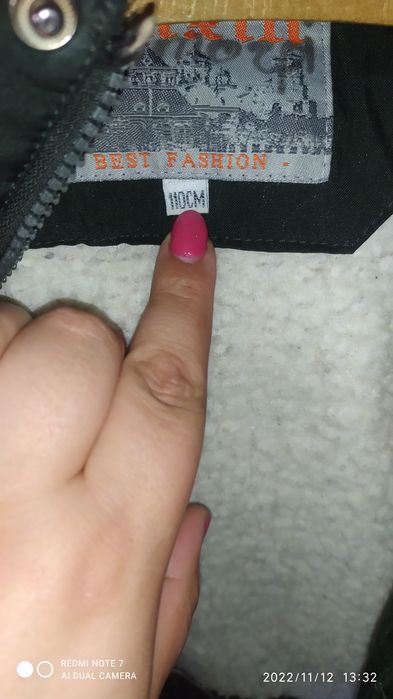 BEST FASHION -
110CM
REDMI NOTE 7
AI DUAL CAMERA
2022/11/12 13:32